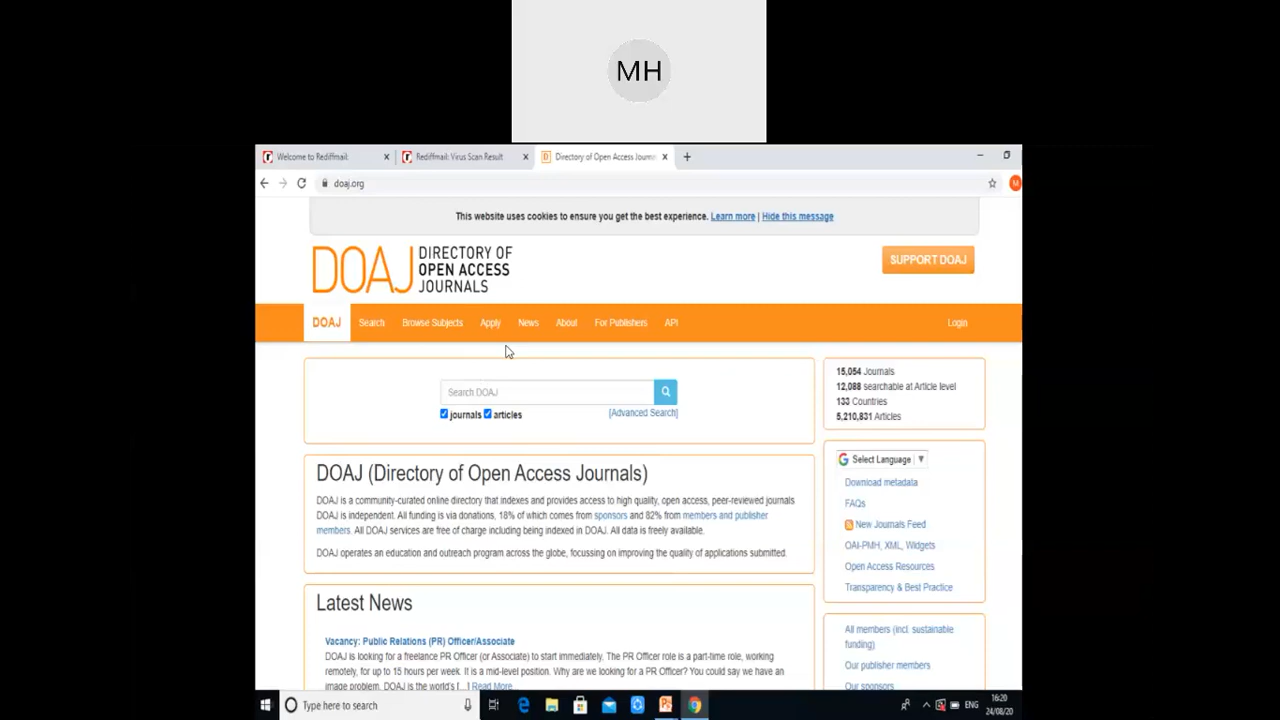 MH
Welcome to Rediffmail
Rediffmail: Virus Scan Result
Directory of Open Access Journ
doaj.org
M
This website uses cookies to ensure you get the best experience. Learn more | Hide this message
DOAJ DIRECTORY OF
OPEN ACCESS
JOURNALS
SUPPORT DOAJ
DOAJ Search Browse Subjects Apply News About For Publishers API Login
Search DOAJ
journals articles [Advanced Search]
15,054 Journals
12,088 searchable at Article level
133 Countries
5,210,831 Articles
DOAJ (Directory of Open Access Journals)
DOAJ is a community-curated online directory that indexes and provides access to high quality, open access, peer-reviewed journals
DOAJ is independent. All funding is via donations, 18% of which comes from sponsors and 82% from members and publisher
members. All DOAJ services are free of charge including being indexed in DOAJ. All data is freely available.
DOAJ operates an education and outreach program across the globe, focussing on improving the quality of applications submitted.
G Select Language ▼
Download metadata
FAQs
New Journals Feed
OAI-PMH, XML, Widgets
Open Access Resources
Transparency & Best Practice
Latest News
Vacancy: Public Relations (PR) Officer/Associate
DOAJ is looking for a freelance PR Officer (or Associate) to start immediately. The PR Officer role is a part-time role, working
remotely, for up to 15 hours per week. It is a mid-level position. Why are we looking for a PR Officer? You could say we have an
image problem. DOAJ is the world's [...] Read More
All members (incl. sustainable
funding)
Our publisher members
Our sponsors
Type here to search
ENG
16:20
24/08/20